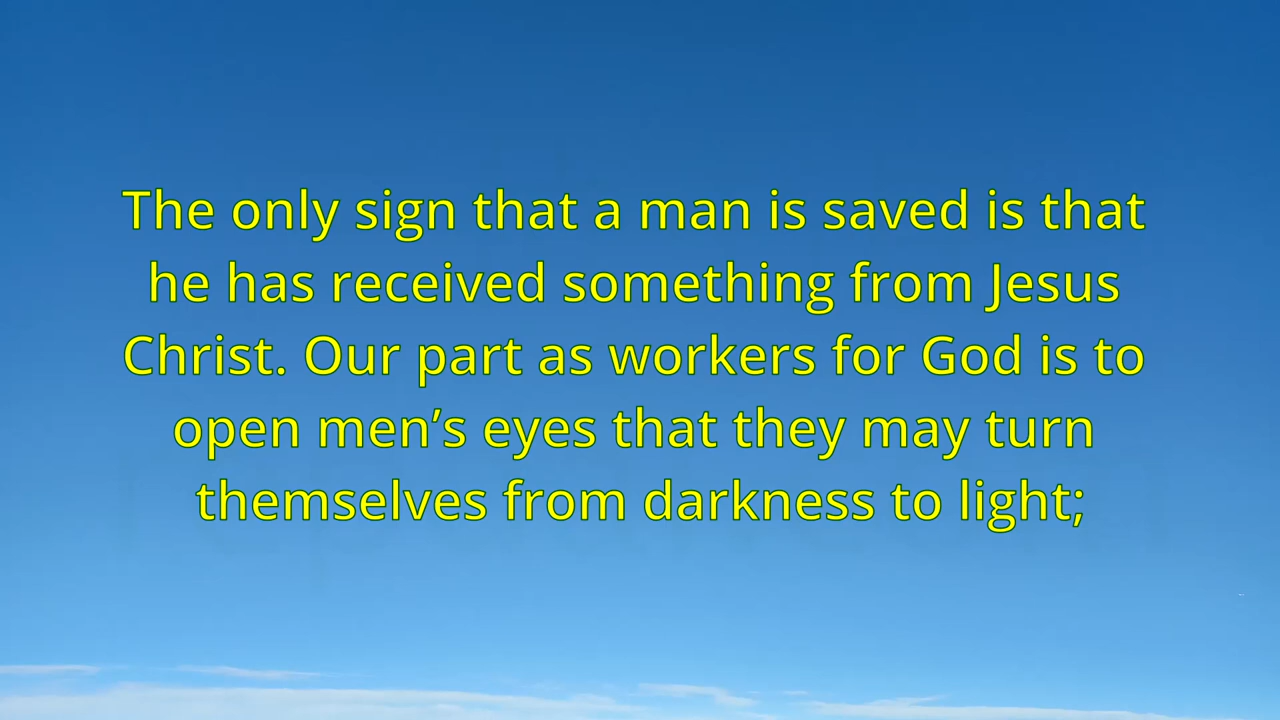 The only sign that a man is saved is that
he has received something from Jesus
Christ. Our part as workers for God is to
open men’s eyes that they may turn
themselves from darkness to light;